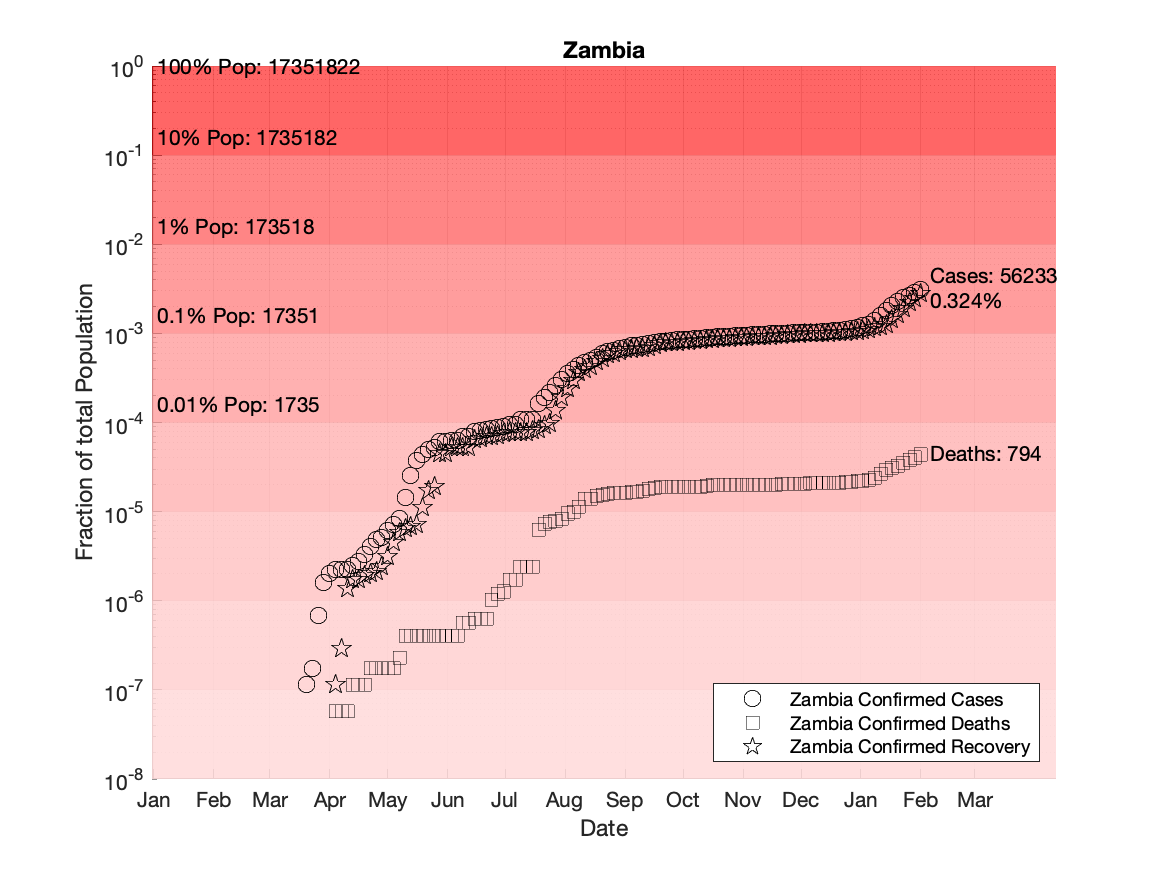 Zambia
10^0
100% Pop: 17351822
10% Pop: 1735182
10^-1
1% Pop: 173518
10^-2
Cases: 56233
0.324%
0.1% Pop: 17351
10^-3
0.01% Pop: 1735
10^-4
Deaths: 794
10^-5
10^-6
10^-7
10^-8
Fraction of total Population
Zambia Confirmed Cases
Zambia Confirmed Deaths
Zambia Confirmed Recovery
Jan Feb Mar Apr May Jun Jul Aug Sep Oct Nov Dec Jan Feb Mar
Date